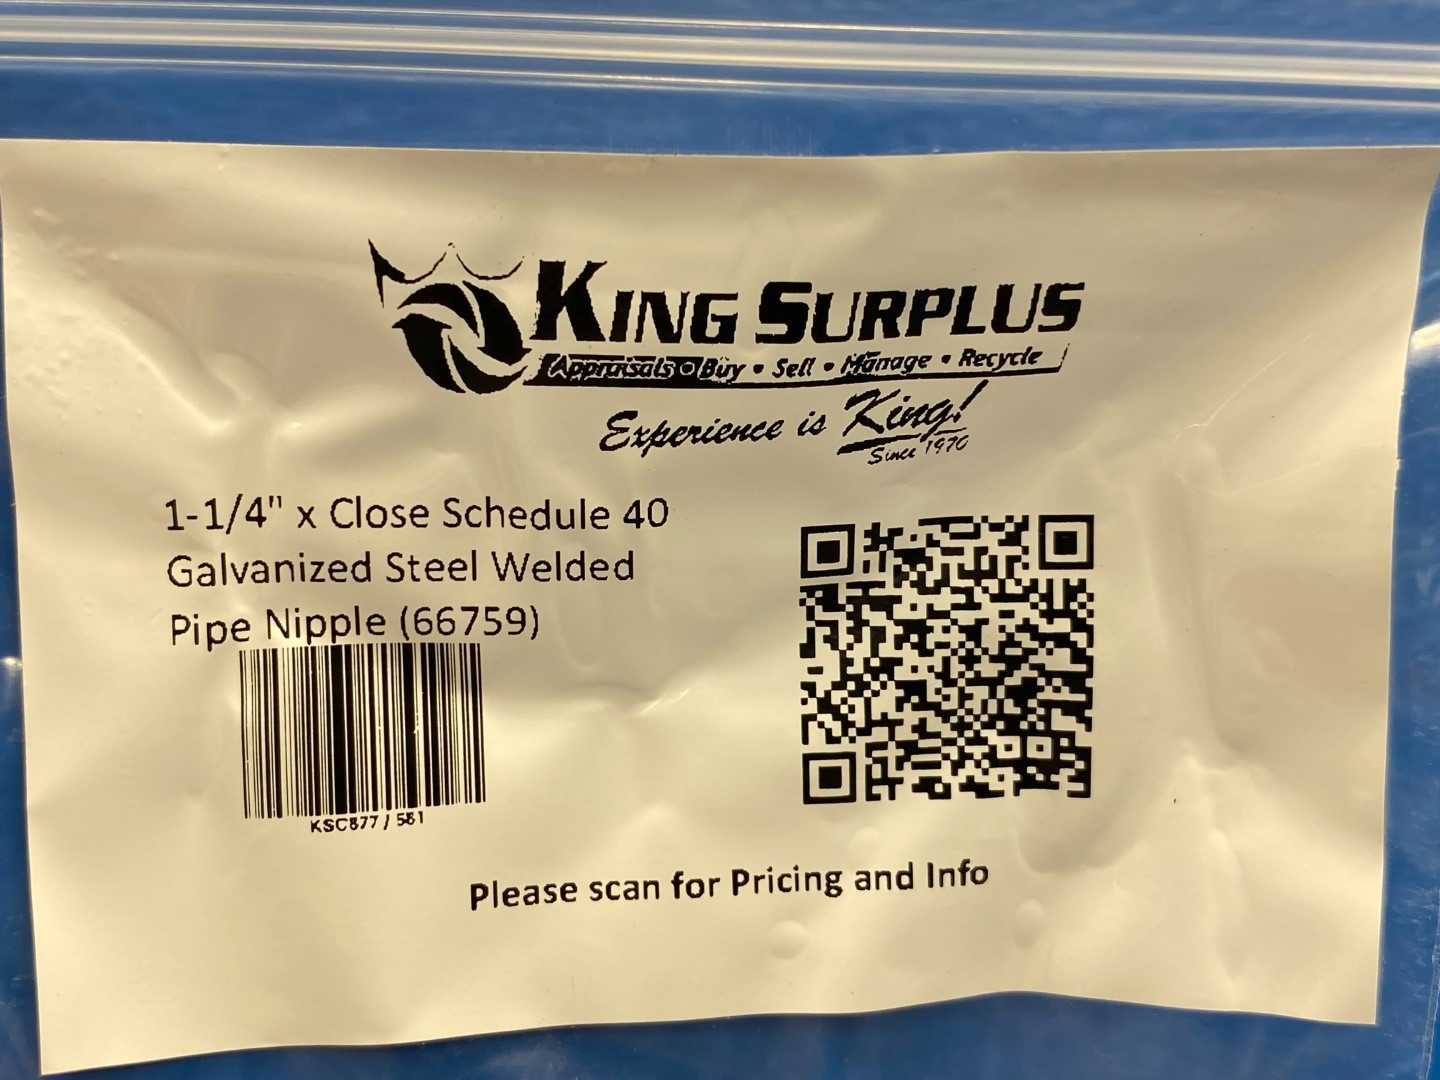 KING SURPLUS
Appraisals • Buy • Sell • Manage • Recycle
Experience is King!
Since 1970
1-1/4" x Close Schedule 40
Galvanized Steel Welded
Pipe Nipple (66759)
KSC877 / 581
Please scan for Pricing and Info